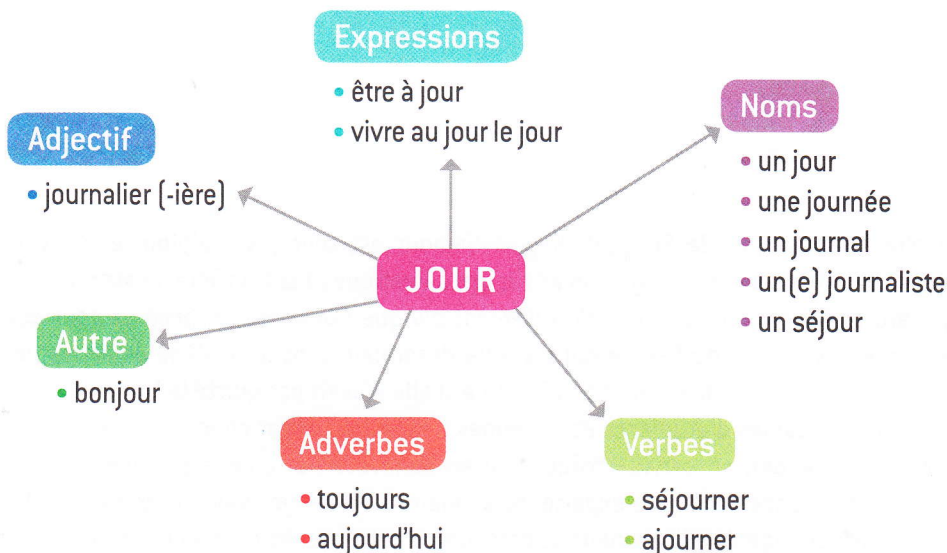 Expressions
• être à jour
• vivre au jour le jour
Adjectif
• journalier (-ière)
Noms
• un jour
• une journée
• un journal
• un(e) journaliste
• un séjour
JOUR
Autre
• bonjour
Adverbes
• toujours
• aujourd'hui
Verbes
• séjourner
• ajourner